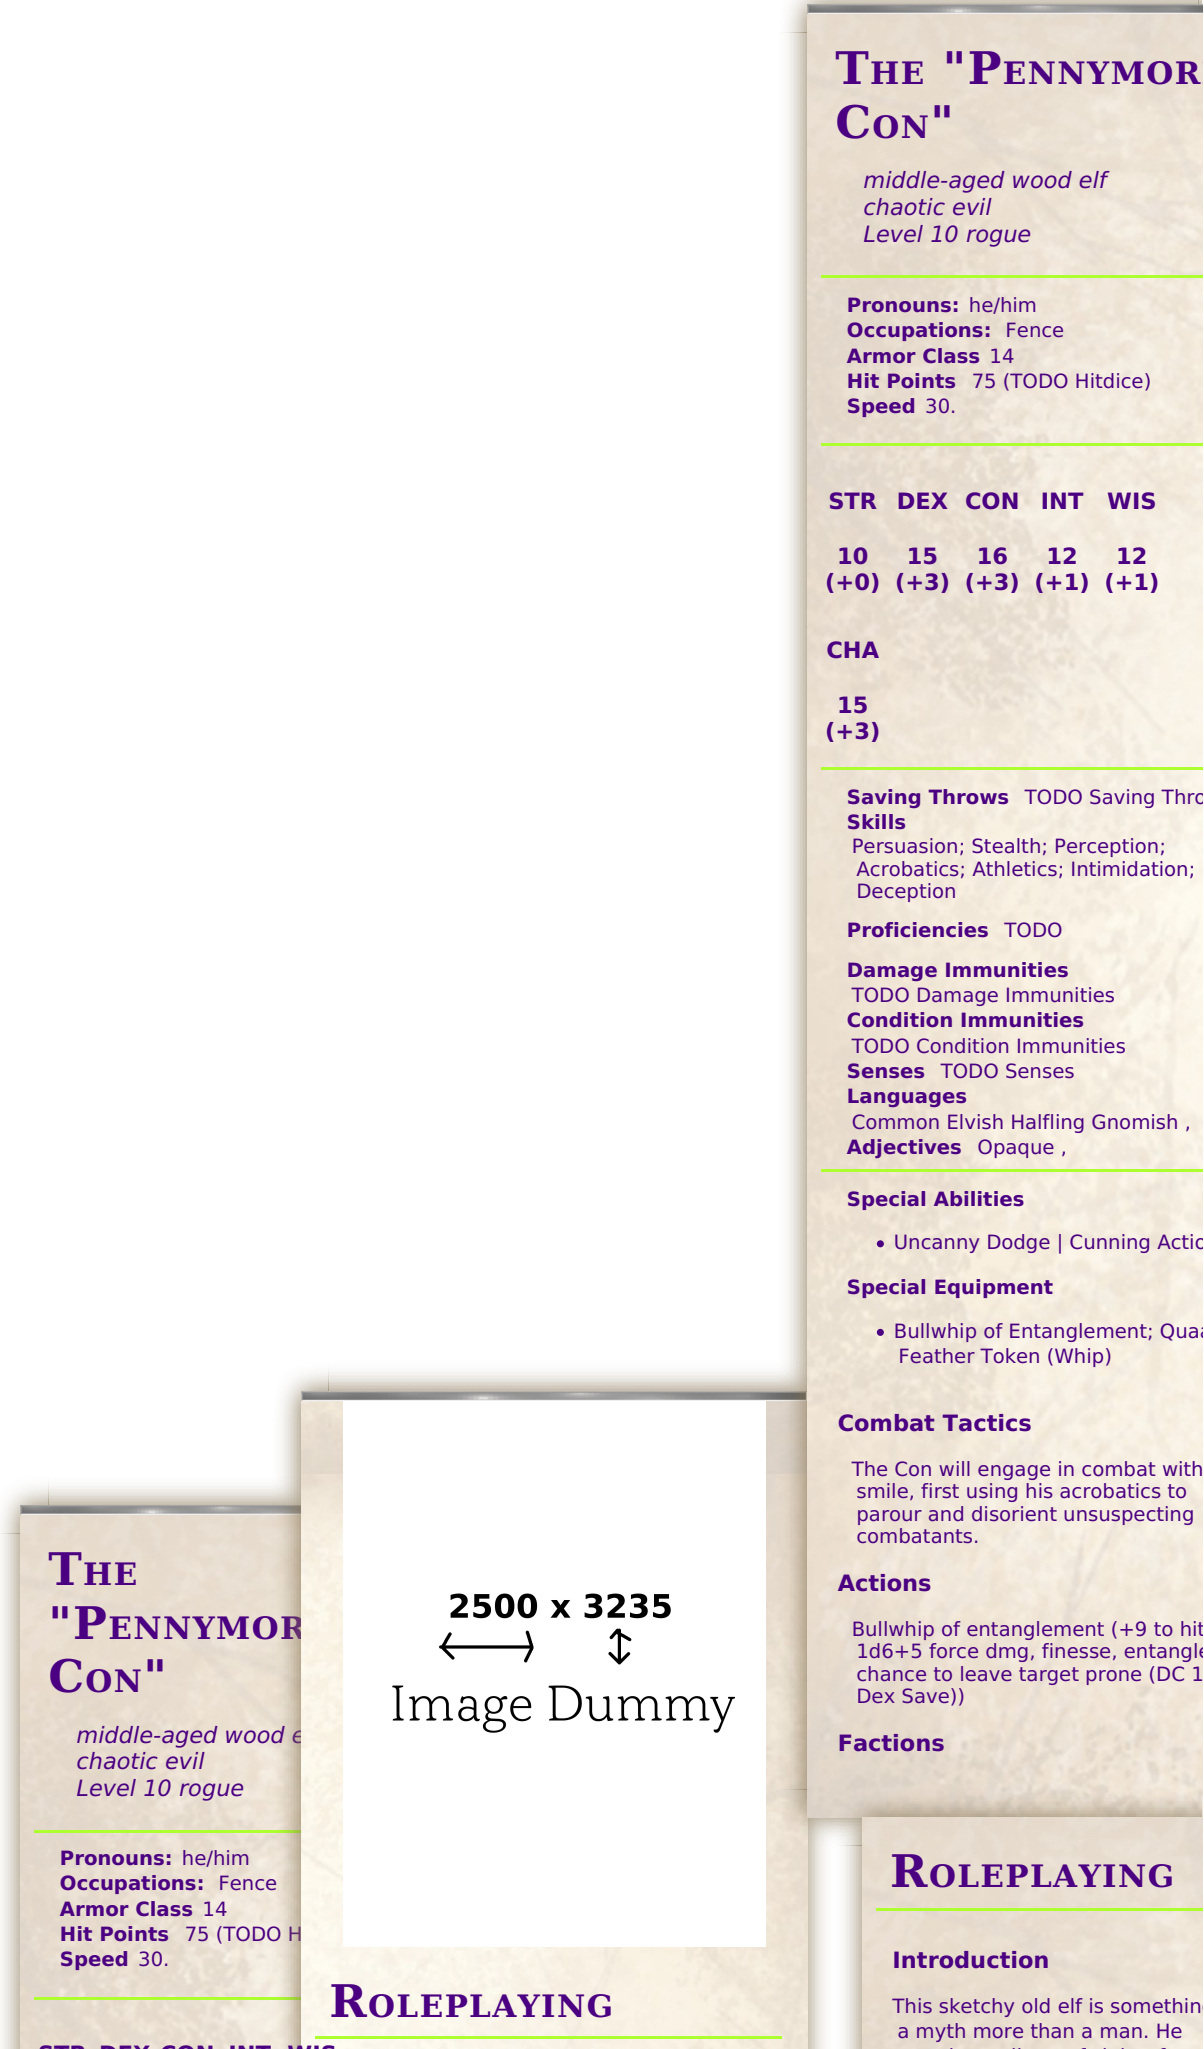 The "Pennymor
Con"
middle-aged wood elf
chaotic evil
Level 10 rogue
Pronouns: he/him
Occupations: Fence
Armor Class 14
Hit Points 75 (TODO Hitdice)
Speed 30.
STR DEX CON INT WIS
10 15 16 12 12
(+0) (+3) (+3) (+1) (+1)
CHA
15
(+3)
Saving Throws TODO Saving Thro
Skills
Persuasion; Stealth; Perception;
Acrobatics; Athletics; Intimidation;
Deception
Proficiencies TODO
Damage Immunities
TODO Damage Immunities
Condition Immunities
TODO Condition Immunities
Senses TODO Senses
Languages
Common Elvish Halfling Gnomish ,
Adjectives Opaque ,
Special Abilities
• Uncanny Dodge | Cunning Actio
Special Equipment
• Bullwhip of Entanglement; Quaa
Feather Token (Whip)
Combat Tactics
The Con will engage in combat with
smile, first using his acrobatics to
parour and disorient unsuspecting
combatants.
Actions
Bullwhip of entanglement (+9 to hit
1d6+5 force dmg, finesse, entangle
chance to leave target prone (DC 1
Dex Save))
Factions
Roleplaying
Introduction
This sketchy old elf is somethin
a myth more than a man. He
2500 x 3235
Image Dummy
Roleplaying
The
"Pennymor
Con"
middle-aged wood e
chaotic evil
Level 10 rogue
Pronouns: he/him
Occupations: Fence
Armor Class 14
Hit Points 75 (TODO H
Speed 30.
STR DEX CON INT WIS